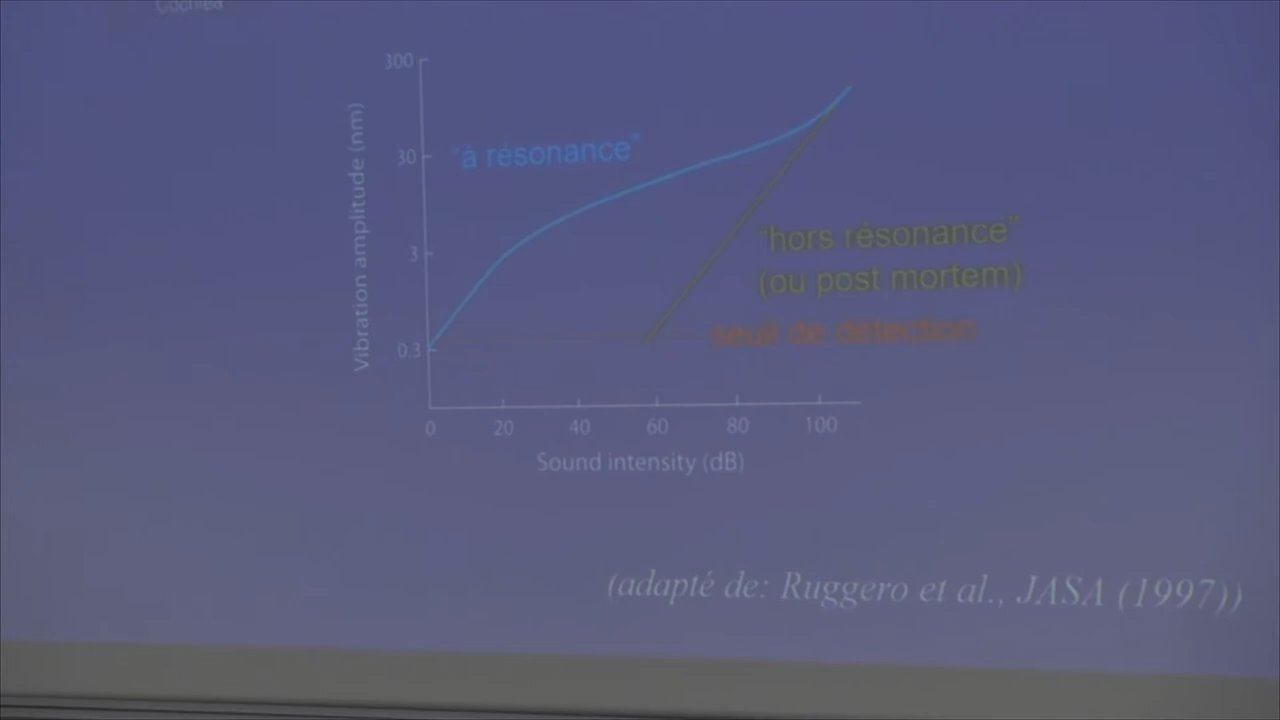 Cochlea
300
30
3
0.3
Vibration amplitude (nm)
"à résonance"
"hors résonance"
(ou post mortem)
seuil de détection
0 20 40 60 80 100
Sound intensity (dB)
(adapté de: Ruggero et al., JASA (1997))